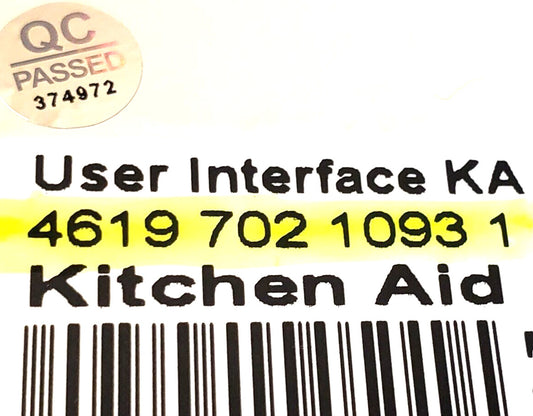 QC
PASSED
374972
User Interface KA
4619 702 1093 1
Kitchen Aid